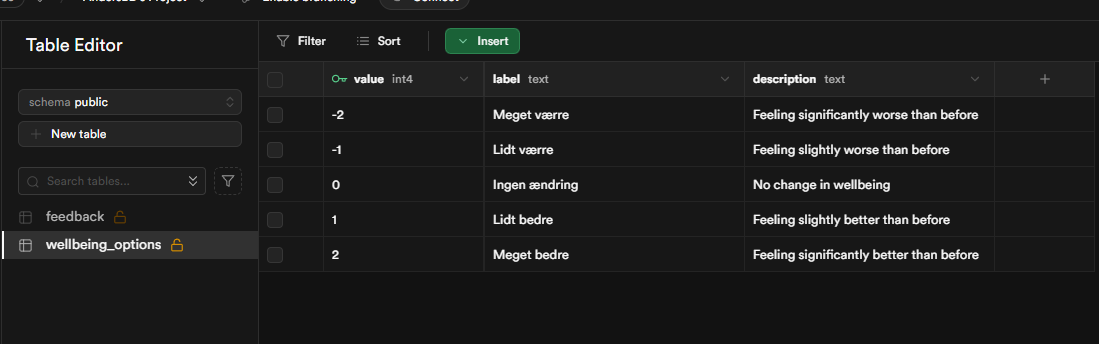 Enable branching
Connect
Table Editor
Filter
Sort
Insert
value int4
label text
description text
schema public
New table
Search tables...
feedback
wellbeing_options
-2 Meget værre Feeling significantly worse than before
-1 Lidt værre Feeling slightly worse than before
0 Ingen ændring No change in wellbeing
1 Lidt bedre Feeling slightly better than before
2 Meget bedre Feeling significantly better than before